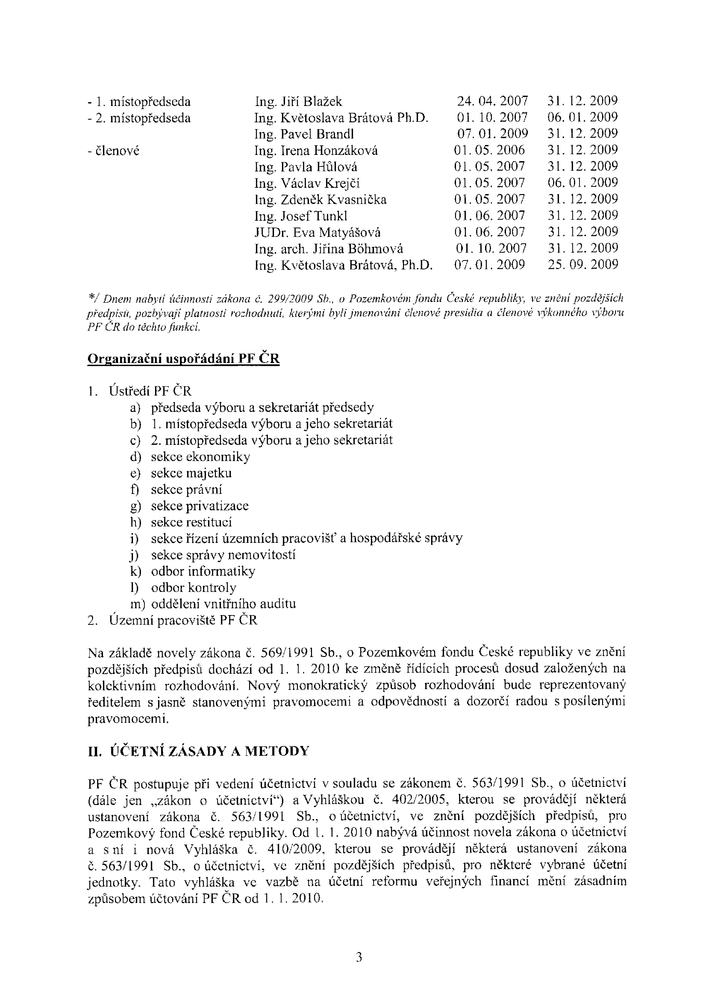 - 1. místopředseda Ing. Jiří Blažek 24. 04. 2007 31. 12. 2009
- 2. místopředseda Ing. Květoslava Brátová Ph.D. 01. 10. 2007 06. 01. 2009
Ing. Pavel Brandl 07. 01. 2009 31. 12. 2009
- členové Ing. Irena Honzáková 01. 05. 2006 31. 12. 2009
Ing. Pavla Hůlová 01. 05. 2007 31. 12. 2009
Ing. Václav Krejčí 01. 05. 2007 06. 01. 2009
Ing. Zdeněk Kvasnička 01. 05. 2007 31. 12. 2009
Ing. Josef Tunkl 01. 06. 2007 31. 12. 2009
JUDr. Eva Matyášová 01. 06. 2007 31. 12. 2009
Ing. arch. Jiřina Böhmová 01. 10. 2007 31. 12. 2009
Ing. Květoslava Brátová, Ph.D. 07. 01. 2009 25. 09. 2009
*/ Dnem nabytí účinnosti zákona č. 299/2009 Sb., o Pozemkovém fondu České republiky, ve znění pozdějších
předpisů, pozbývají platnosti rozhodnutí, kterými byli jmenováni členové presidia a členové výkonného výboru
PF ČR do těchto funkcí.
Organizační uspořádání PF ČR
1. Ústředí PF ČR
a) předseda výboru a sekretariát předsedy
b) 1. místopředseda výboru a jeho sekretariát
c) 2. místopředseda výboru a jeho sekretariát
d) sekce ekonomiky
e) sekce majetku
f) sekce právní
g) sekce privatizace
h) sekce restitucí
i) sekce řízení územních pracovišť a hospodářské správy
j) sekce správy nemovitostí
k) odbor informatiky
l) odbor kontroly
m) oddělení vnitřního auditu
2. Územní pracoviště PF ČR
Na základě novely zákona č. 569/1991 Sb., o Pozemkovém fondu České republiky ve znění
pozdějších předpisů dochází od 1. 1. 2010 ke změně řídících procesů dosud založených na
kolektivním rozhodování. Nový monokratický způsob rozhodování bude reprezentovaný
ředitelem s jasně stanovenými pravomocemi a odpovědností a dozorčí radou s posílenými
pravomocemi.
II. ÚČETNÍ ZÁSADY A METODY
PF ČR postupuje při vedení účetnictví v souladu se zákonem č. 563/1991 Sb., o účetnictví
(dále jen „zákon o účetnictví“) a Vyhláškou č. 402/2005, kterou se provádějí některá
ustanovení zákona č. 563/1991 Sb., o účetnictví, ve znění pozdějších předpisů, pro
Pozemkový fond České republiky. Od 1. 1. 2010 nabývá účinnost novela zákona o účetnictví
a s ní i nová Vyhláška č. 410/2009, kterou se provádějí některá ustanovení zákona
č. 563/1991 Sb., o účetnictví, ve znění pozdějších předpisů, pro některé vybrané účetní
jednotky. Tato vyhláška ve vazbě na účetní reformu veřejných financí mění zásadním
způsobem účtování PF ČR od 1. 1. 2010.
3